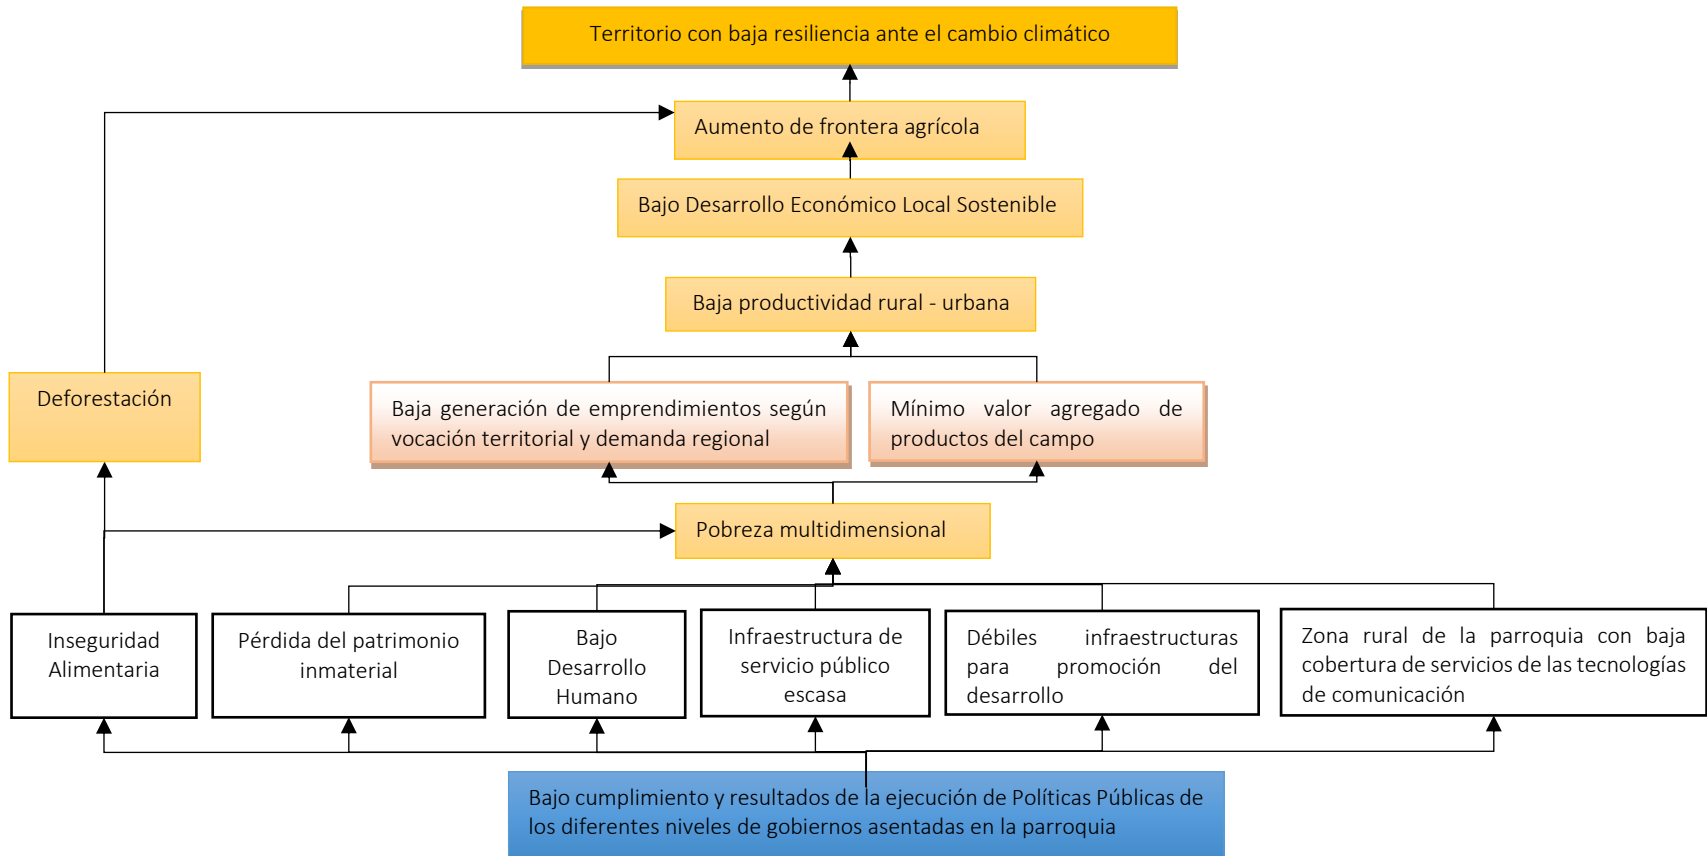 Territorio con baja resiliencia ante el cambio climático
Aumento de frontera agrícola
Bajo Desarrollo Económico Local Sostenible
Baja productividad rural - urbana
Deforestación
Baja generación de emprendimientos según
vocación territorial y demanda regional
Mínimo valor agregado de
productos del campo
Pobreza multidimensional
Inseguridad
Alimentaria
Pérdida del patrimonio
inmaterial
Bajo
Desarrollo
Humano
Infraestructura de
servicio público
escasa
Débiles infraestructuras
para promoción del
desarrollo
Zona rural de la parroquia con baja
cobertura de servicios de las tecnologías
de comunicación
Bajo cumplimiento y resultados de la ejecución de Políticas Públicas de
los diferentes niveles de gobiernos asentadas en la parroquia